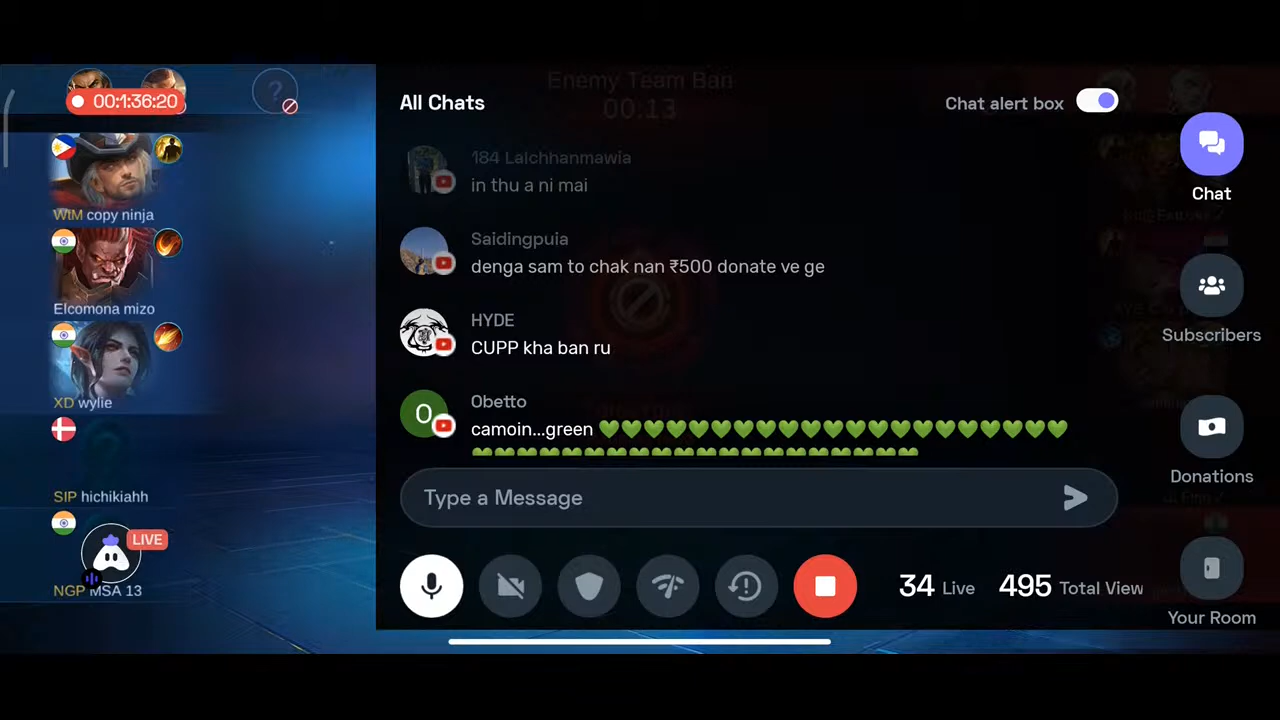 Enemy Team Ban
00:1:36:20
00.13
All Chats
Chat alert box
184 Lalchhanmawia
in thu a ni mai
Saidingpuia
denga sam to chak nan ₹500 donate ve ge
HYDE
CUPP kha ban ru
O
Obetto
camoin...green 💚💚💚💚💚💚💚💚💚💚💚💚💚💚💚💚💚💚💚💚💚
💚💚💚💚💚💚💚💚💚💚💚💚💚💚💚💚💚💚💚💚
Type a Message
34 Live
495 Total View
Chat
Subscribers
Donations
Your Room
WtM copy ninja
Elcomona mizo
XD wylie
SIP hichikiahh
LIVE
NGP MSA 13